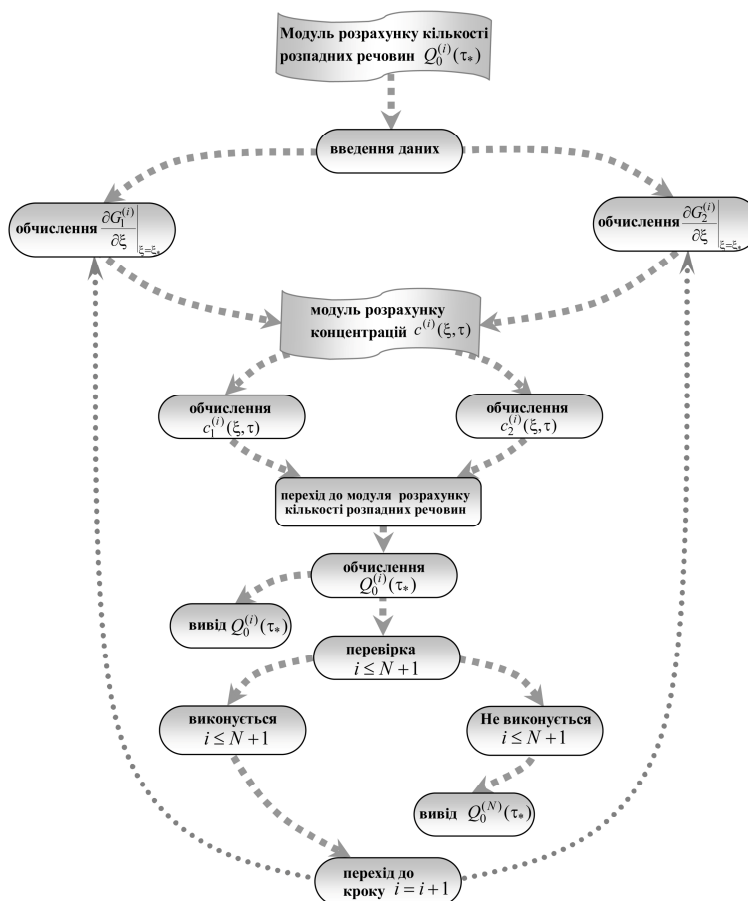 Модуль розрахунку кількості
розпадних речовин Q₀⁽ⁱ⁾(τ*)
введення даних
обчислення ∂G₁⁽ⁱ⁾/∂ξ|ξ=ξ*
обчислення ∂G₂⁽ⁱ⁾/∂ξ|ξ=ξ*
модуль розрахунку
концентрацій c⁽ⁱ⁾(ξ,τ)
обчислення
c₁⁽ⁱ⁾(ξ,τ)
обчислення
c₂⁽ⁱ⁾(ξ,τ)
перехід до модуля розрахунку
кількості розпадних речовин
обчислення
Q₀⁽ⁱ⁾(τ*)
вивід Q₀⁽ⁱ⁾(τ*)
перевірка
i ≤ N+1
виконується
i ≤ N+1
Не виконується
i ≤ N+1
вивід Q₀⁽ᴺ⁾(τ*)
перехід до
кроку i = i+1